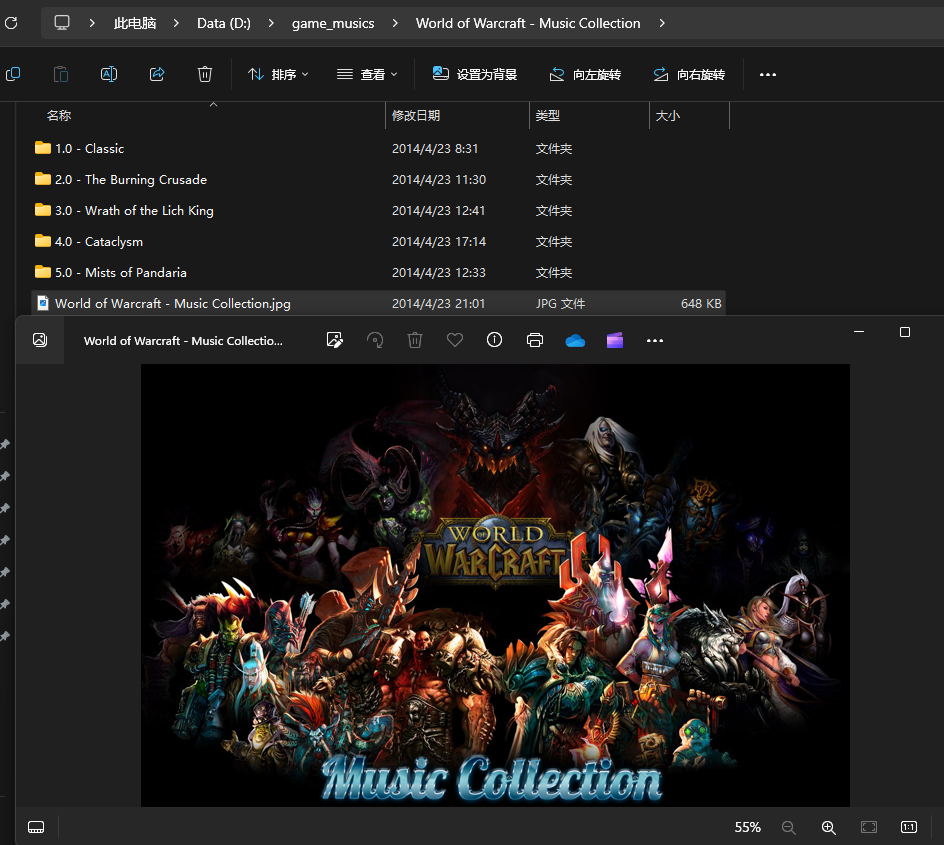 此电脑 > Data (D:) > game_musics > World of Warcraft - Music Collection >
排序 查看 设置为背景 向左旋转 向右旋转
名称 修改日期 类型 大小
1.0 - Classic 2014/4/23 8:31 文件夹
2.0 - The Burning Crusade 2014/4/23 11:30 文件夹
3.0 - Wrath of the Lich King 2014/4/23 12:41 文件夹
4.0 - Cataclysm 2014/4/23 17:14 文件夹
5.0 - Mists of Pandaria 2014/4/23 12:33 文件夹
World of Warcraft - Music Collection.jpg 2014/4/23 21:01 JPG 文件 648 KB
World of Warcraft - Music Collectio...
WORLD
OF
WARCRAFT
Music Collection
55%
1:1